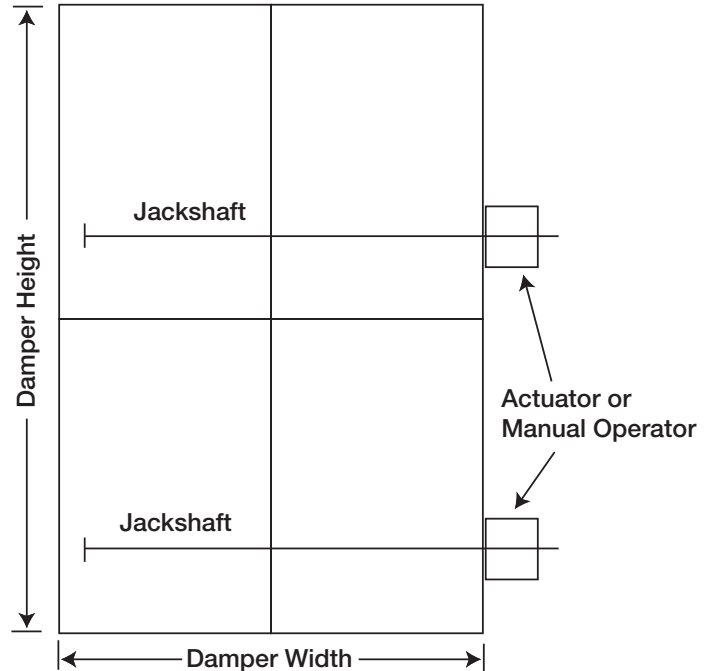 Jackshaft
Damper Height
Actuator or
Manual Operator
Jackshaft
Damper Width